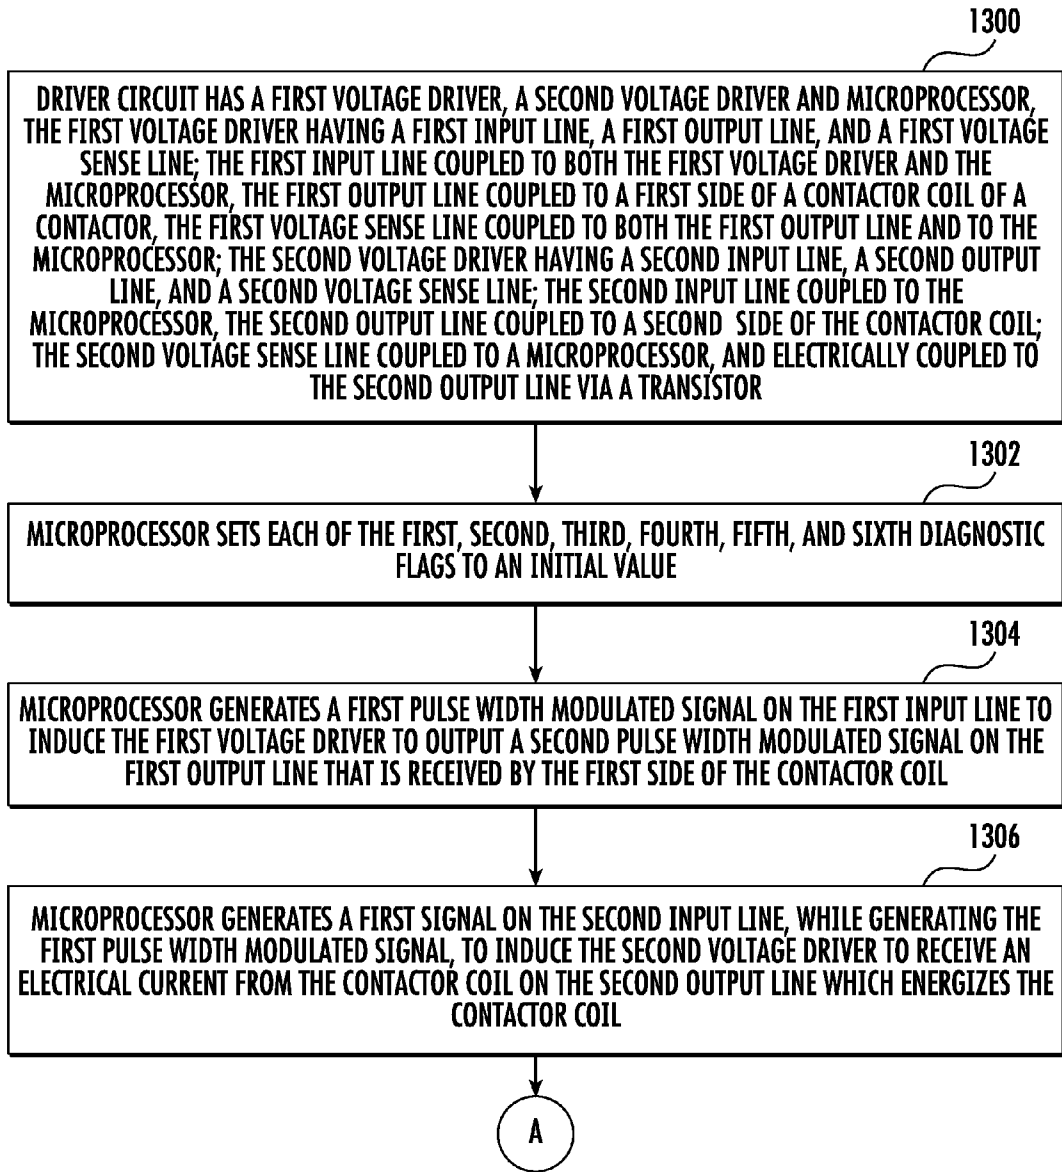 1300
DRIVER CIRCUIT HAS A FIRST VOLTAGE DRIVER, A SECOND VOLTAGE DRIVER AND MICROPROCESSOR,
THE FIRST VOLTAGE DRIVER HAVING A FIRST INPUT LINE, A FIRST OUTPUT LINE, AND A FIRST VOLTAGE
SENSE LINE; THE FIRST INPUT LINE COUPLED TO BOTH THE FIRST VOLTAGE DRIVER AND THE
MICROPROCESSOR, THE FIRST OUTPUT LINE COUPLED TO A FIRST SIDE OF A CONTACTOR COIL OF A
CONTACTOR, THE FIRST VOLTAGE SENSE LINE COUPLED TO BOTH THE FIRST OUTPUT LINE AND TO THE
MICROPROCESSOR; THE SECOND VOLTAGE DRIVER HAVING A SECOND INPUT LINE, A SECOND OUTPUT
LINE, AND A SECOND VOLTAGE SENSE LINE; THE SECOND INPUT LINE COUPLED TO THE
MICROPROCESSOR, THE SECOND OUTPUT LINE COUPLED TO A SECOND SIDE OF THE CONTACTOR COIL;
THE SECOND VOLTAGE SENSE LINE COUPLED TO A MICROPROCESSOR, AND ELECTRICALLY COUPLED TO
THE SECOND OUTPUT LINE VIA A TRANSISTOR
1302
MICROPROCESSOR SETS EACH OF THE FIRST, SECOND, THIRD, FOURTH, FIFTH, AND SIXTH DIAGNOSTIC
FLAGS TO AN INITIAL VALUE
1304
MICROPROCESSOR GENERATES A FIRST PULSE WIDTH MODULATED SIGNAL ON THE FIRST INPUT LINE TO
INDUCE THE FIRST VOLTAGE DRIVER TO OUTPUT A SECOND PULSE WIDTH MODULATED SIGNAL ON THE
FIRST OUTPUT LINE THAT IS RECEIVED BY THE FIRST SIDE OF THE CONTACTOR COIL
1306
MICROPROCESSOR GENERATES A FIRST SIGNAL ON THE SECOND INPUT LINE, WHILE GENERATING THE
FIRST PULSE WIDTH MODULATED SIGNAL, TO INDUCE THE SECOND VOLTAGE DRIVER TO RECEIVE AN
ELECTRICAL CURRENT FROM THE CONTACTOR COIL ON THE SECOND OUTPUT LINE WHICH ENERGIZES THE
CONTACTOR COIL
A